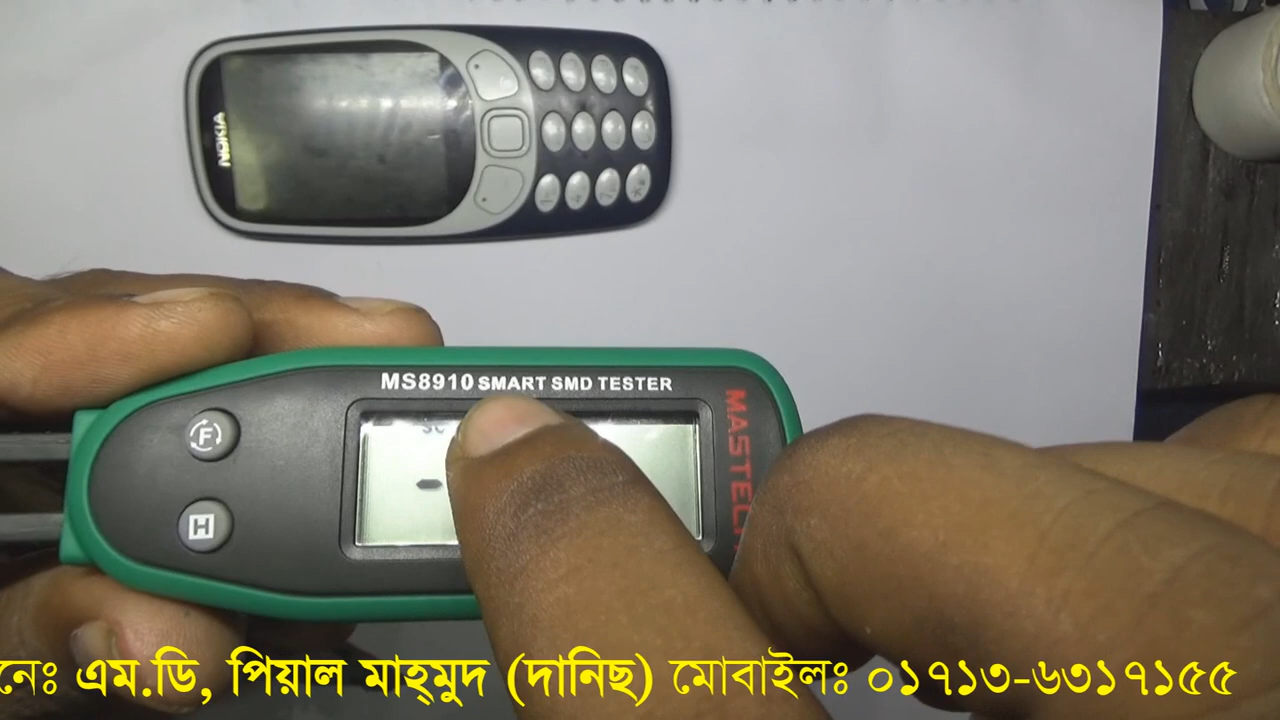 NOKIA
MS8910 SMART SMD TESTER
F
H
MASTECH
নেঃ এম.ডি, পিয়াল মাহ্মুদ (দানিছ) মোবাইলঃ ০১৭১৩-৬৩১৭১৫৫